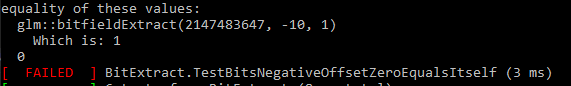 equality of these values:
glm::bitfieldExtract(2147483647, -10, 1)
Which is: 1
0
[  FAILED  ] BitExtract.TestBitsNegativeOffsetZeroEqualsItself (3 ms)